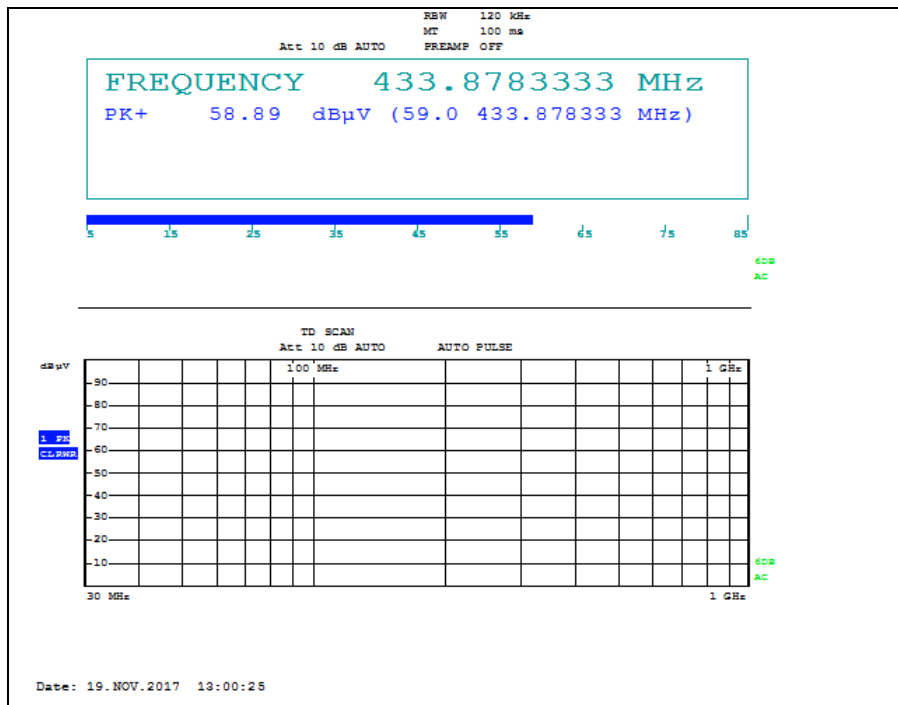 RBW 120 kHz
MT 100 ms
Att 10 dB AUTO PREAMP OFF
FREQUENCY 433.8783333 MHz
PK+ 58.89 dBµV (59.0 433.878333 MHz)
5 15 25 35 45 55 65 75 85
6DB
AC
TD SCAN
Att 10 dB AUTO AUTO PULSE
dBµV
100 MHz 1 GHz
90
80
70
1 PK
60
CLRWR
50
40
30
20
10
6DB
AC
30 MHz 1 GHz
Date: 19.NOV.2017 13:00:25